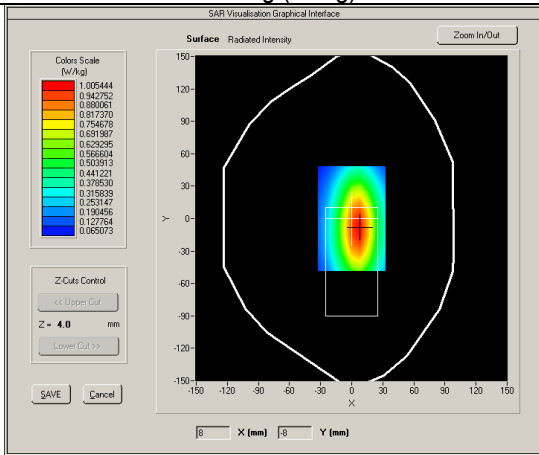 SAR Visualisation Graphical Interface
Surface Radiated Intensity
Zoom In/Out
Colors Scale
(W/kg)
1.005444
0.942752
0.880061
0.817370
0.754678
0.691987
0.629295
0.566604
0.503913
0.441221
0.378530
0.315839
0.253147
0.190456
0.127764
0.065073
Z-Cuts Control
<< Upper Cut
Z = 4.0 mm
Lower Cut >>
SAVE
Cancel
150
120
90
60
30
0
-30
-60
-90
-120
-150
Y
-150 -120 -90 -60 -30 0 30 60 90 120 150
X
8 X (mm) -8 Y (mm)